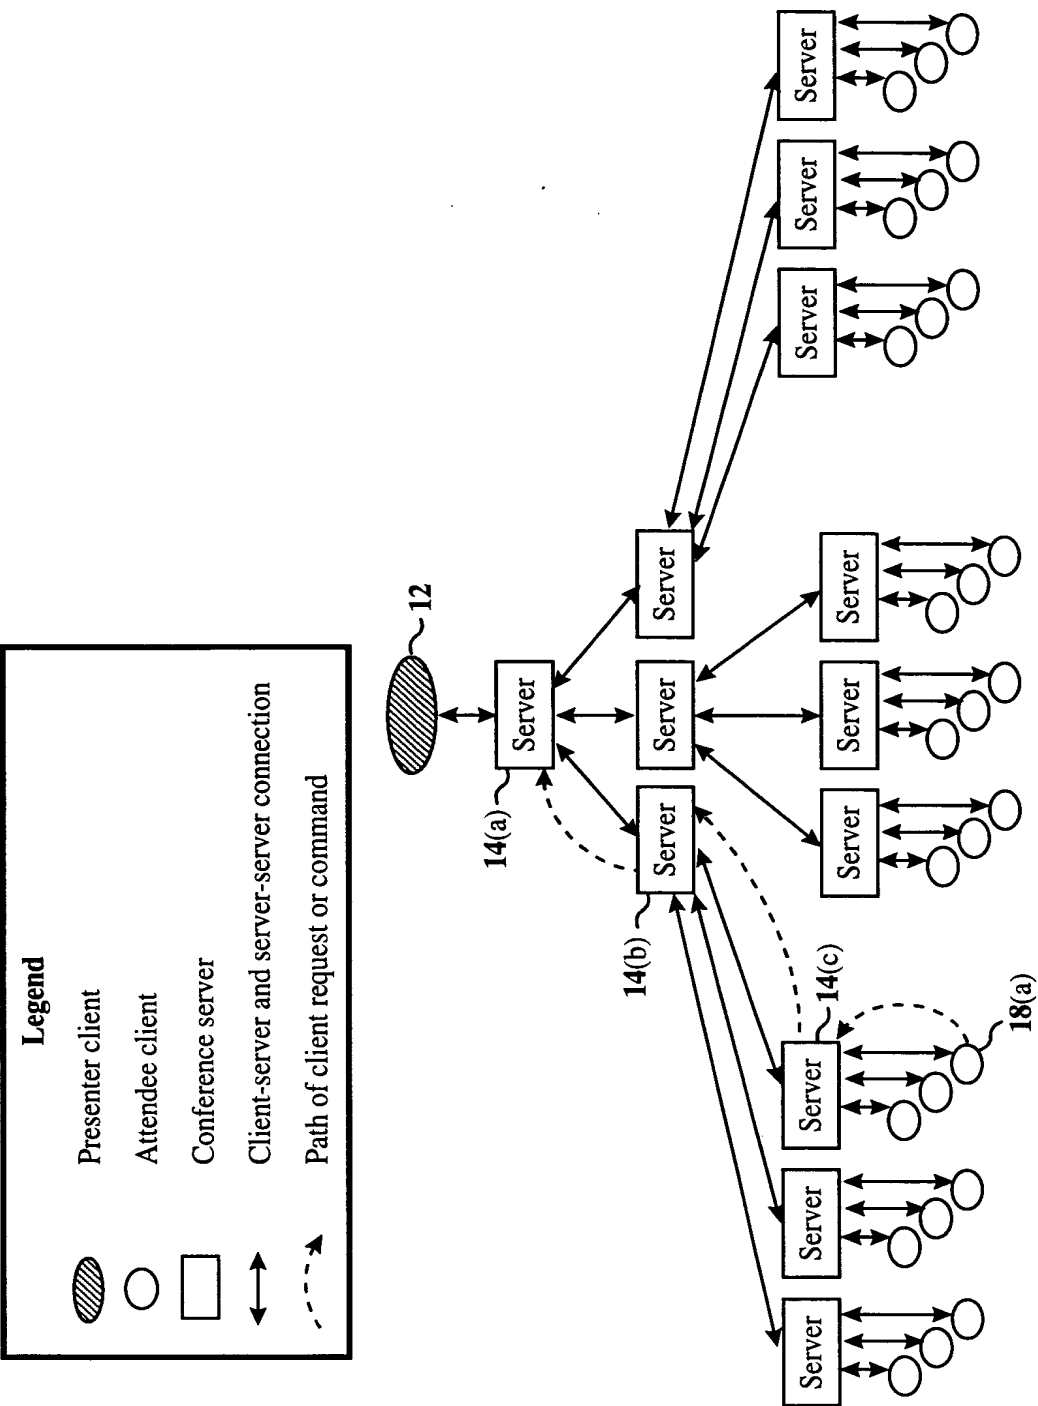 Legend
Presenter client
Attendee client
Conference server
Client-server and server-server connection
Path of client request or command
12
Server
14(a)
Server
Server
Server
14(b)
Server
Server
Server
14(c)
Server
Server
Server
Server
Server
Server
18(a)